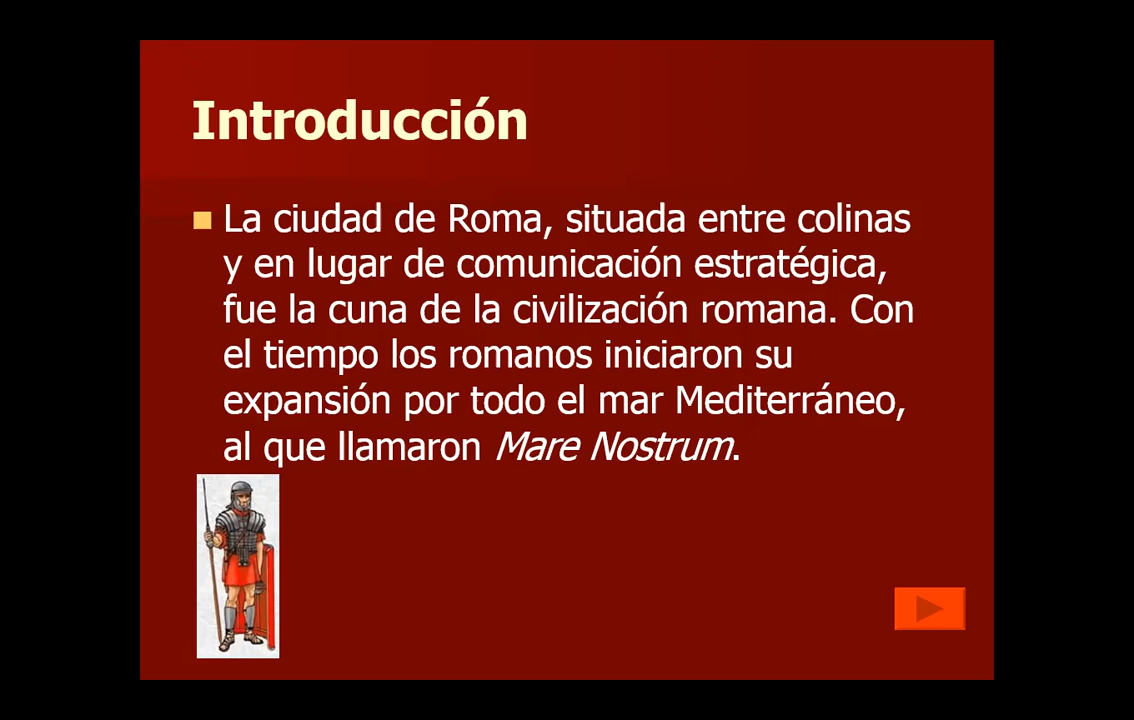 Introducción
La ciudad de Roma, situada entre colinas
y en lugar de comunicación estratégica,
fue la cuna de la civilización romana. Con
el tiempo los romanos iniciaron su
expansión por todo el mar Mediterráneo,
al que llamaron Mare Nostrum.